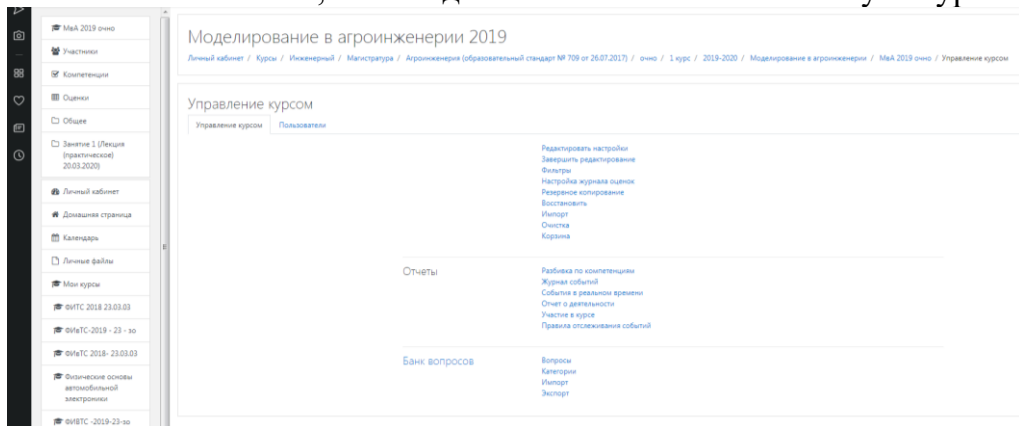 МвА 2019 очно
Участники
Компетенции
Оценки
Общее
Занятие 1 (Лекция
(практическое)
20.03.2020)
Личный кабинет
Домашняя страница
Календарь
Личные файлы
Мои курсы
ФИТС 2018 23.03.03
ФИвТС-2019 - 23 - зо
ФИвТС 2018- 23.03.03
Физические основы
автомобильной
электроники
ФИВТС -2019-23-зо
Моделирование в агроинженерии 2019
Личный кабинет / Курсы / Инженерный / Магистратура / Агроинженерия (образовательный стандарт № 709 от 26.07.2017) / очно / 1 курс / 2019-2020 / Моделирование в агроинженерии / МвА 2019 очно / Управление курсом
Управление курсом
Управление курсом Пользователи
Редактировать настройки
Завершить редактирование
Фильтры
Настройка журнала оценок
Резервное копирование
Восстановить
Импорт
Очистка
Корзина
Отчеты
Разбивка по компетенциям
Журнал событий
События в реальном времени
Отчет о деятельности
Участие в курсе
Правила отслеживания событий
Банк вопросов
Вопросы
Категории
Импорт
Экспорт